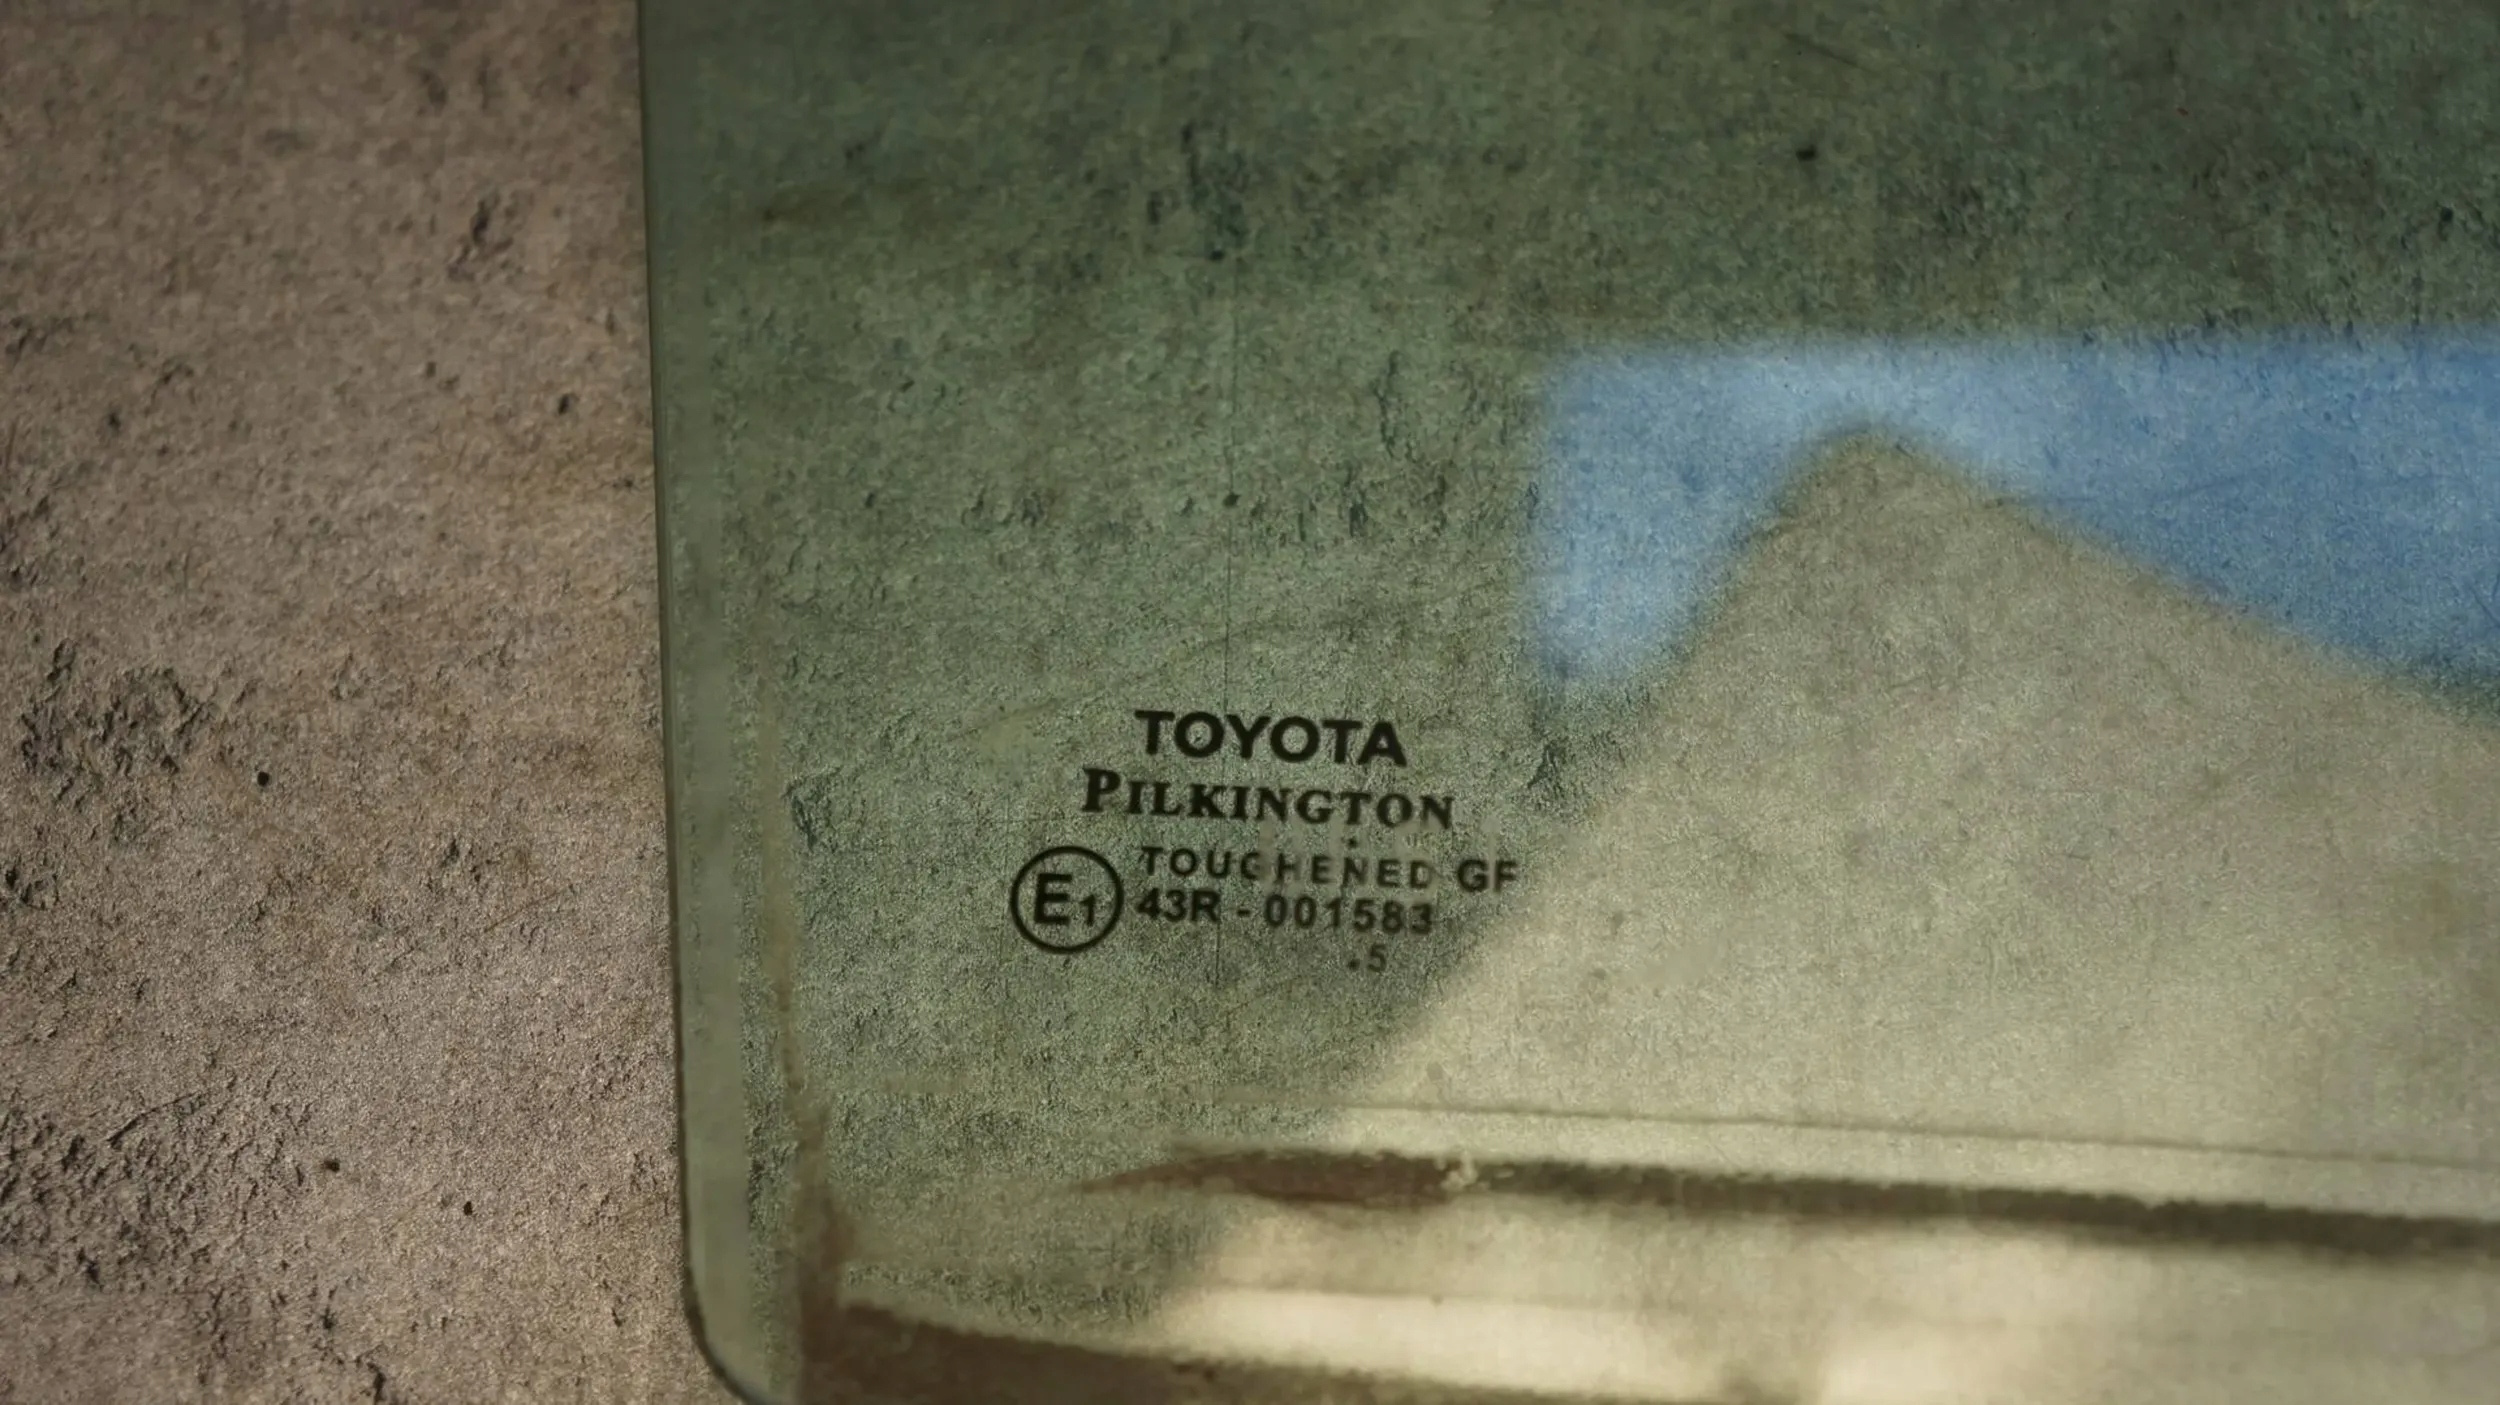 TOYOTA
PILKINGTON
TOUGHENED GF
E1 43R - 001583
.5